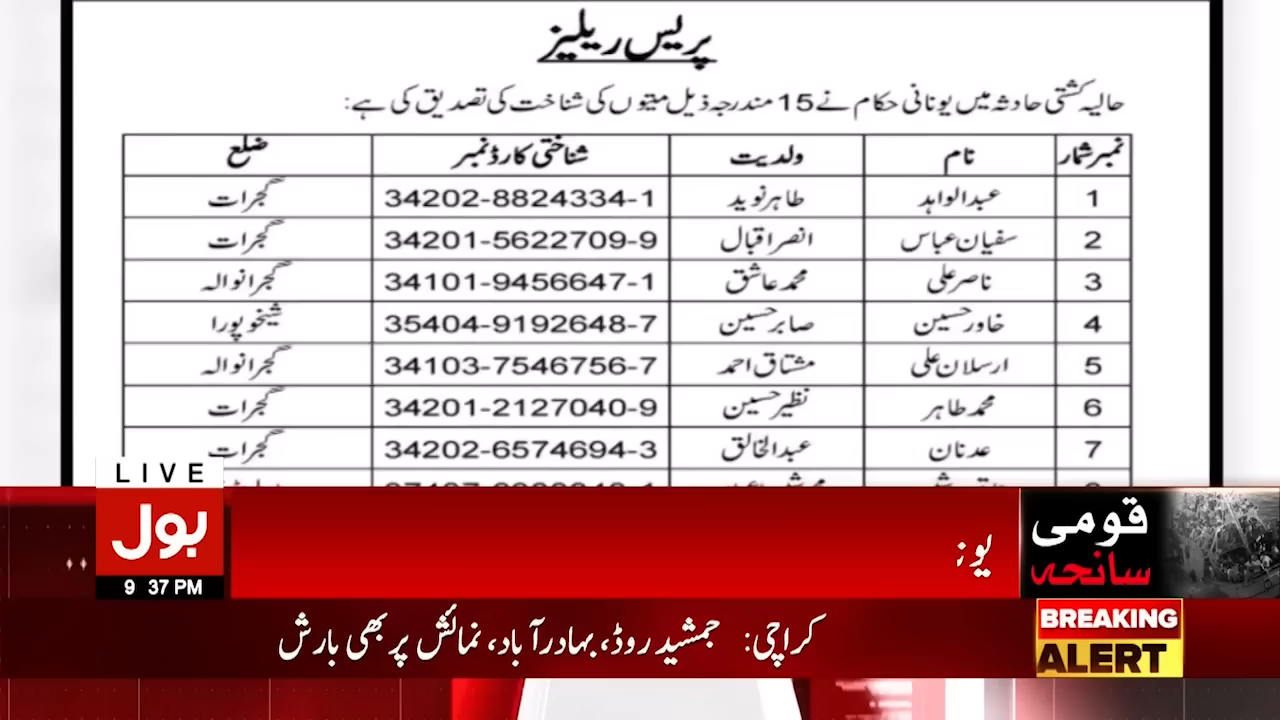 پریس ریلیز
حالیہ کشتی حادثہ میں یونانی حکام نے 15 مندرجہ ذیل میتوں کی شناخت کی تصدیق کی ہے:
نمبر شمار نام ولدیت شناختی کارڈ نمبر ضلع
1 عبدالواہد طاہر نوید 34202-8824334-1 گجرات
2 سفیان عباس انصر اقبال 34201-5622709-9 گجرات
3 ناصر علی محمد عاشق 34101-9456647-1 گجرانوالہ
4 خاور حسین صابر حسین 35404-9192648-7 شیخوپورا
5 ارسلان علی مشتاق احمد 34103-7546756-7 گجرانوالہ
6 محمد طاہر نظیر حسین 34201-2127040-9 گجرات
7 عدنان عبدالخالق 34202-6574694-3 گجرات
LIVE
بول
9 37 PM
یونـ
قومی
سانحہ
کراچی: جمشید روڈ، بہادر آباد، نمائش پر بھی بارش
BREAKING
ALERT